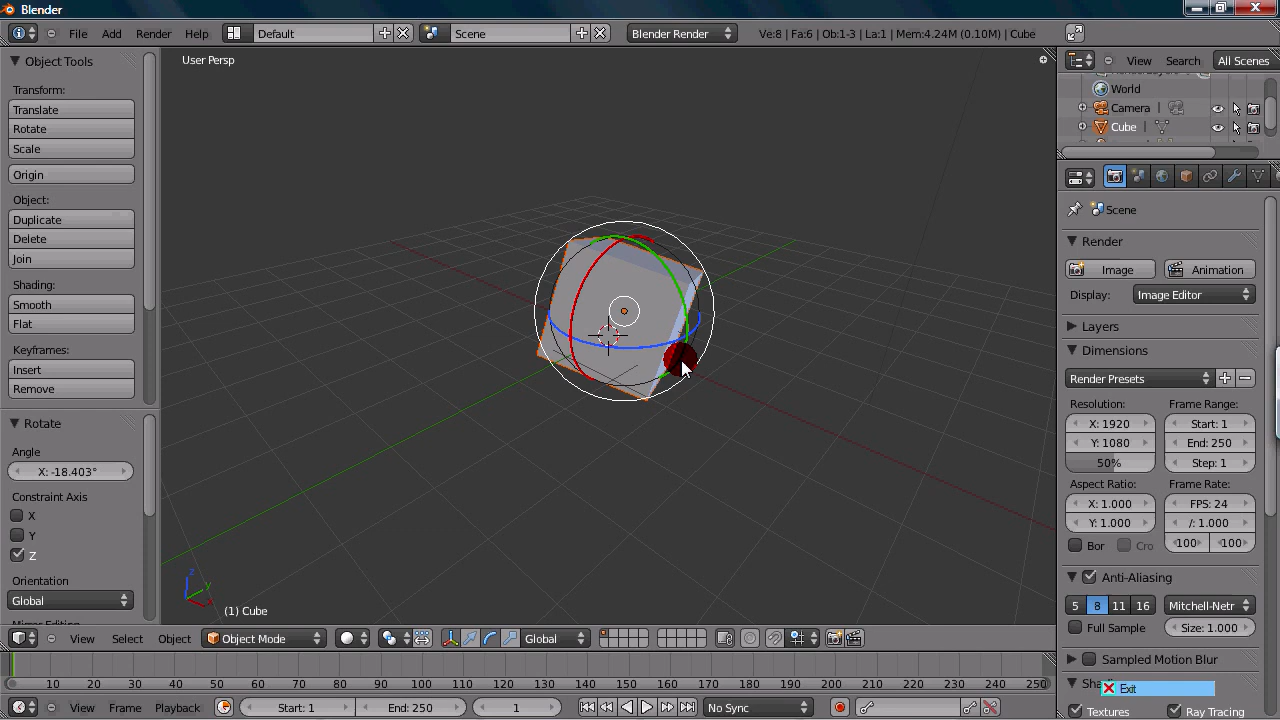 Blender
File Add Render Help Default Scene Blender Render Ve:8 | Fa:6 | Ob:1-3 | La:1 | Mem:4.24M (0.10M) | Cube
Object Tools
Transform:
Translate
Rotate
Scale
Origin
Object:
Duplicate
Delete
Join
Shading:
Smooth
Flat
Keyframes:
Insert
Remove
Rotate
Angle
X: -18.403°
Constraint Axis
X
Y
Z
Orientation
Global
User Persp
z
y
x
(1) Cube
View Select Object Object Mode Global
10 20 30 40 50 60 70 80 90 100 110 120 130 140 150 160 170 180 190 200 210 220 230 240 250
View Frame Playback Start: 1 End: 250 1 No Sync
View Search All Scenes
World
Camera
Cube
Scene
Render
Image Animation
Display: Image Editor
Layers
Dimensions
Render Presets
Resolution: Frame Range:
X: 1920 Start: 1
Y: 1080 End: 250
50% Step: 1
Aspect Ratio: Frame Rate:
X: 1.000 FPS: 24
Y: 1.000 /: 1.000
Bor Cro 100 100
Anti-Aliasing
5 8 11 16 Mitchell-Netr
Full Sample Size: 1.000
Sampled Motion Blur
Exit
Textures Ray Tracing